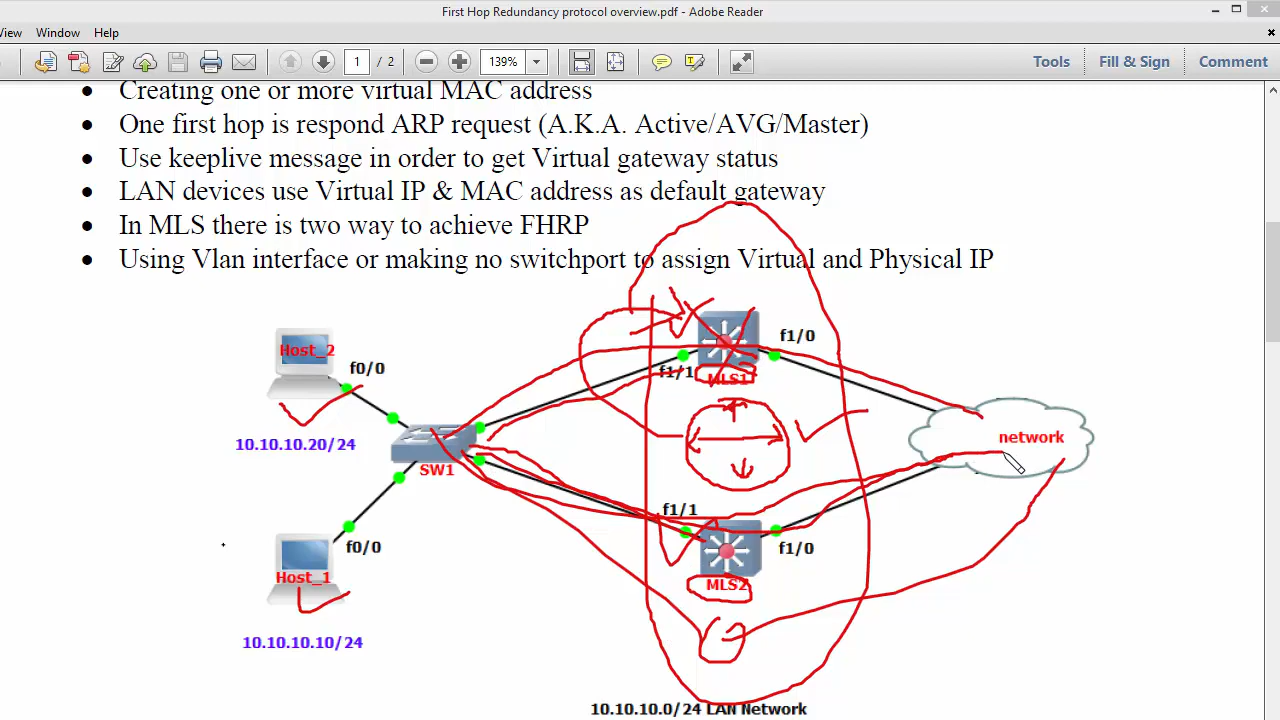 First Hop Redundancy protocol overview.pdf - Adobe Reader
View Window Help
1 / 2 139% Tools Fill & Sign Comment
• Creating one or more virtual MAC address
• One first hop is respond ARP request (A.K.A. Active/AVG/Master)
• Use keeplive message in order to get Virtual gateway status
• LAN devices use Virtual IP & MAC address as default gateway
• In MLS there is two way to achieve FHRP
• Using Vlan interface or making no switchport to assign Virtual and Physical IP
f1/0
Host_2
f0/0
f1/1
MLS1
10.10.10.20/24
network
SW1
f1/1
f0/0
f1/0
Host_1
MLS2
10.10.10.10/24
10.10.10.0/24 LAN Network